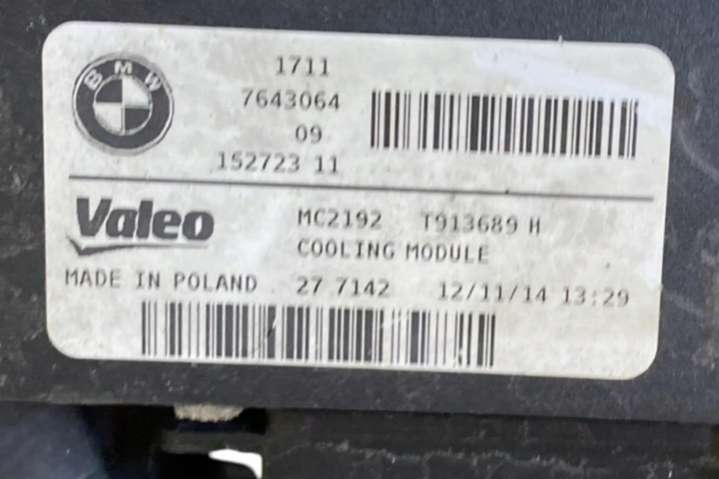 BMW
1711
7643064
09
152723 11
Valeo
MC2192 T913689 H
COOLING MODULE
MADE IN POLAND 27 7142 12/11/14 13:29